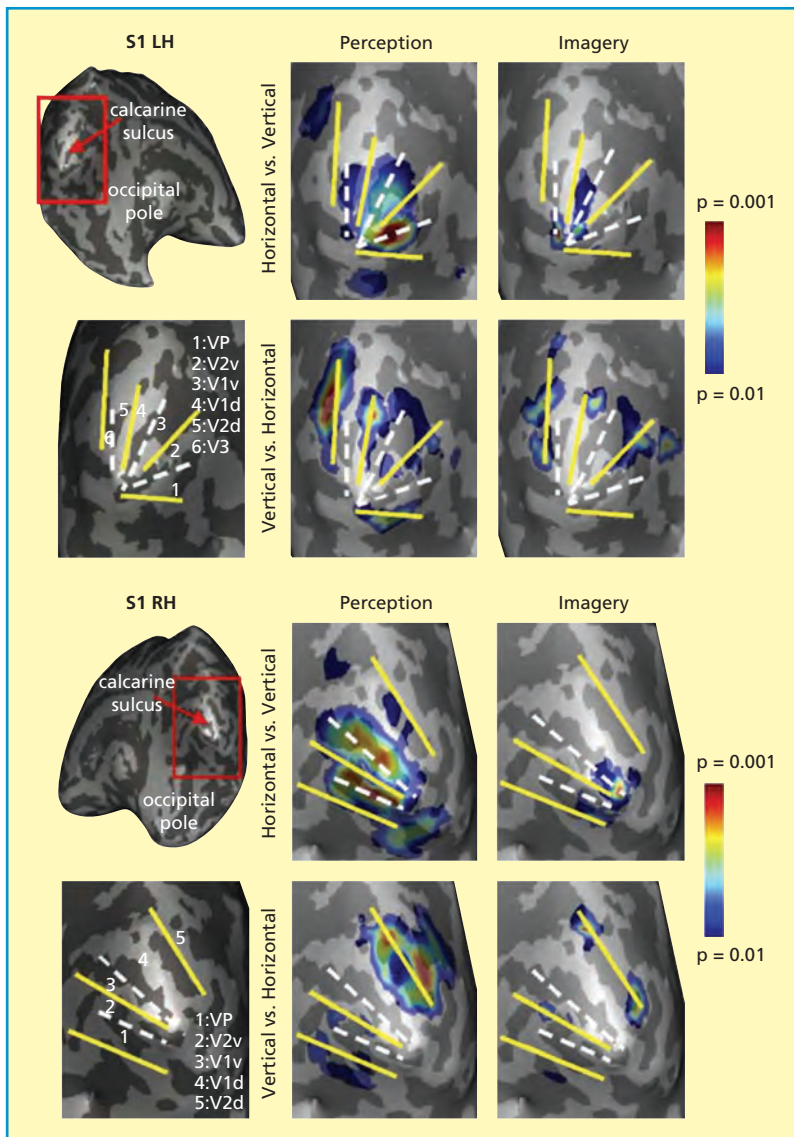 S1 LH
Perception
Imagery
calcarine
sulcus
occipital
pole
Horizontal vs. Vertical
p = 0.001
p = 0.01
1:VP
2:V2v
3:V1v
4:V1d
5:V2d
6:V3
5
4
3
6
2
1
Vertical vs. Horizontal
S1 RH
Perception
Imagery
calcarine
sulcus
occipital
pole
Horizontal vs. Vertical
p = 0.001
p = 0.01
5
4
3
2
1
1:VP
2:V2v
3:V1v
4:V1d
5:V2d
Vertical vs. Horizontal